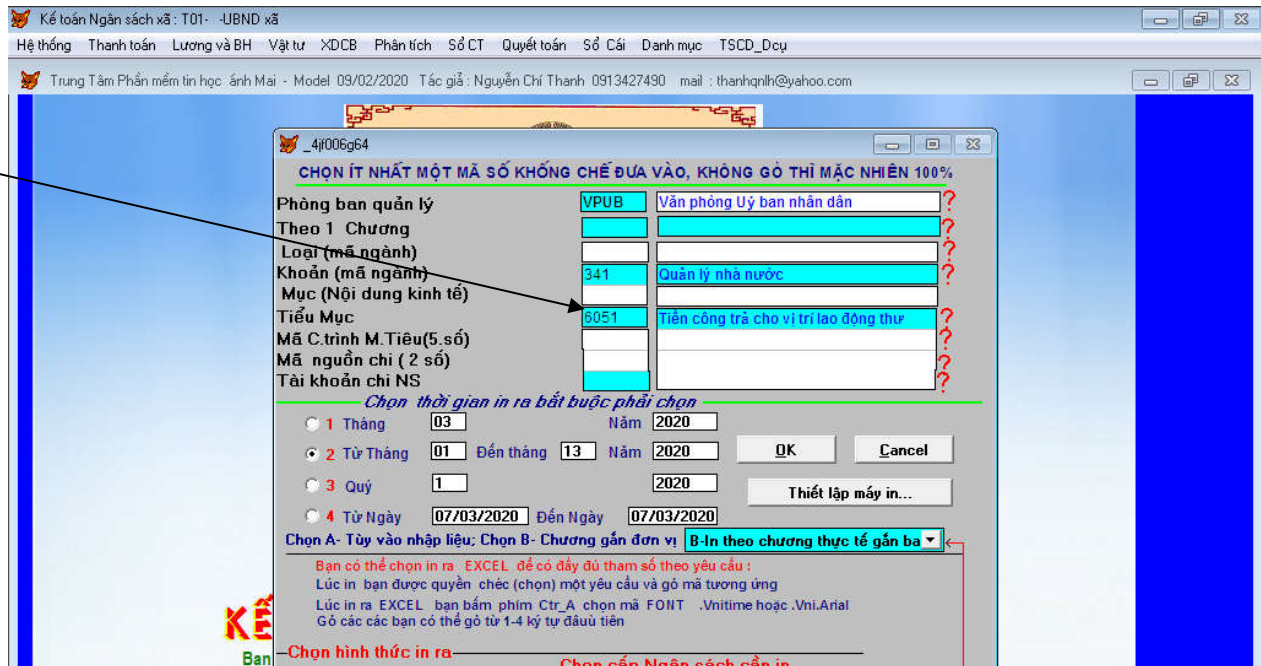 Kế toán Ngân sách xã : T01- -UBND xã
Hệ thống Thanh toán Lương và BH Vật tư XDCB Phân tích Sổ CT Quyết toán Sổ Cái Danh mục TSCD_Dcụ
Trung Tâm Phần mềm tin học ánh Mai - Model 09/02/2020 Tác giả : Nguyễn Chí Thanh 0913427490 mail : thanhqnlh@yahoo.com
_4jf006g64
CHỌN ÍT NHẤT MỘT MÃ SỐ KHỐNG CHẾ ĐƯA VÀO, KHÔNG GÕ THÌ MẶC NHIÊN 100%
Phòng ban quản lý VPUB Văn phòng Uỷ ban nhân dân ?
Theo 1 Chương ?
Loại (mã ngành) ?
Khoản (mã ngành) 341 Quản lý nhà nước ?
Mục (Nội dung kinh tế)
Tiểu Mục 6051 Tiền công trả cho vị trí lao động thư ?
Mã C.trình M.Tiêu(5.số) ?
Mã nguồn chi ( 2 số) ?
Tài khoản chi NS ?
Chọn thời gian in ra bắt buộc phải chọn
1 Tháng 03 Năm 2020
2 Từ Tháng 01 Đến tháng 13 Năm 2020 OK Cancel
3 Quý 1 2020 Thiết lập máy in...
4 Từ Ngày 07/03/2020 Đến Ngày 07/03/2020
Chọn A- Tùy vào nhập liệu; Chọn B- Chương gắn đơn vị B-In theo chương thực tế gắn ba
Bạn có thể chọn in ra EXCEL để có đầy đủ tham số theo yêu cầu :
Lúc in bạn được quyền chéc (chọn) một yêu cầu và gõ mã tương ứng
Lúc in ra EXCEL bạn bấm phím Ctr_A chọn mã FONT .Vnitime hoặc .Vni.Arial
Gỏ các các bạn có thể gỏ từ 1-4 ký tự đâuù tiên
KẾ
Ban
Chọn hình thức in ra
Chọn cấp Ngân sách cần in